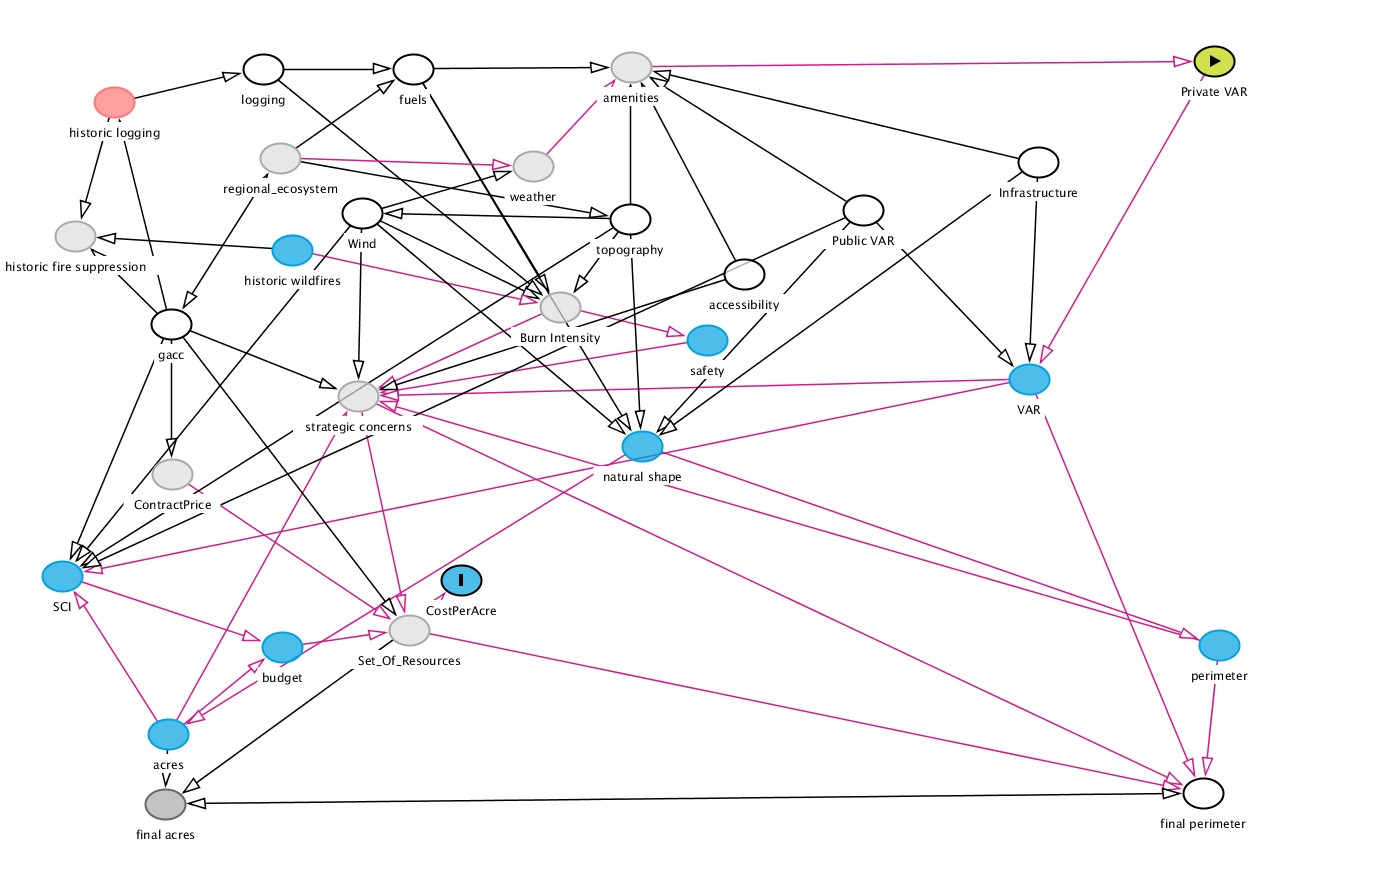 Private VAR
logging
fuels
amenities
historic logging
regional_ecosystem
weather
Infrastructure
Wind
topography
Public VAR
historic fire suppression
historic wildfires
accessibility
Burn Intensity
gacc
safety
VAR
strategic concerns
natural shape
ContractPrice
SCI
CostPerAcre
Set_Of_Resources
budget
perimeter
acres
final acres
final perimeter